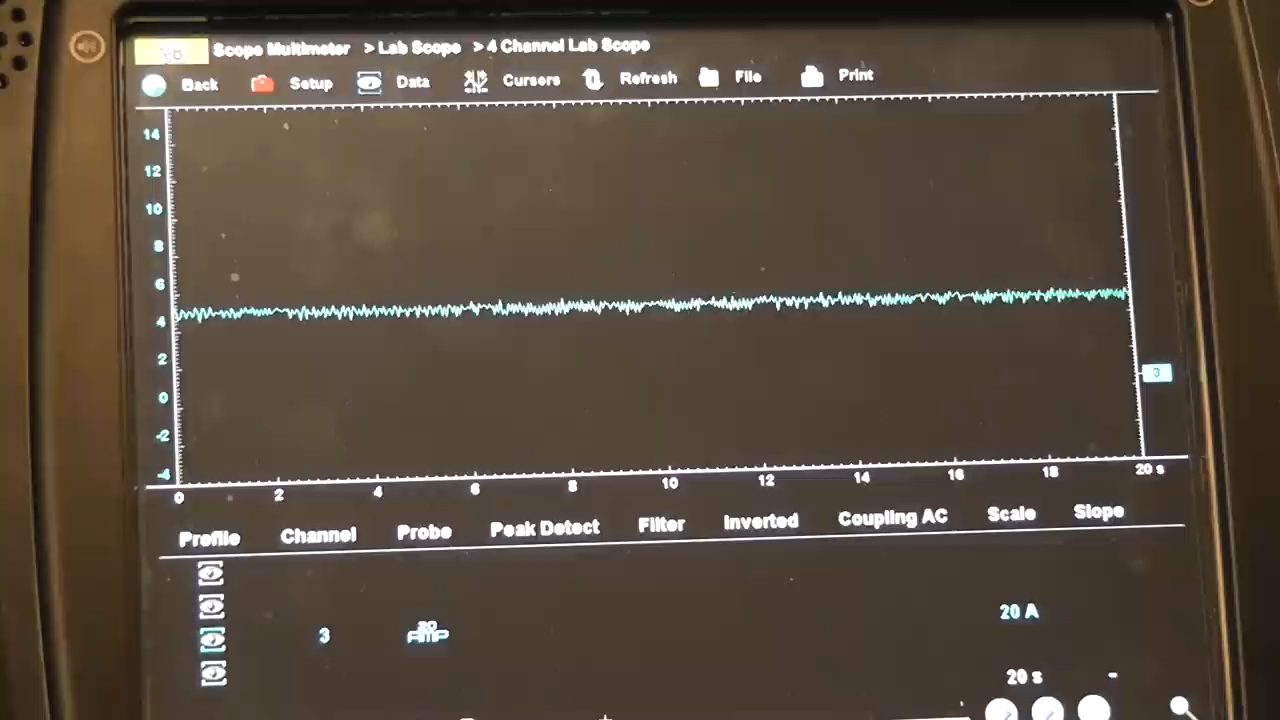 Scope Multimeter > Lab Scope > 4 Channel Lab Scope
Back Setup Data Cursors Refresh File Print
14
12
10
8
6
4
2
0
-2
-4
3
0 2 4 6 8 10 12 14 16 18 20 s
Profile Channel Probe Peak Detect Filter Inverted Coupling AC Scale Slope
3 20 AMP 20 A
20 s -